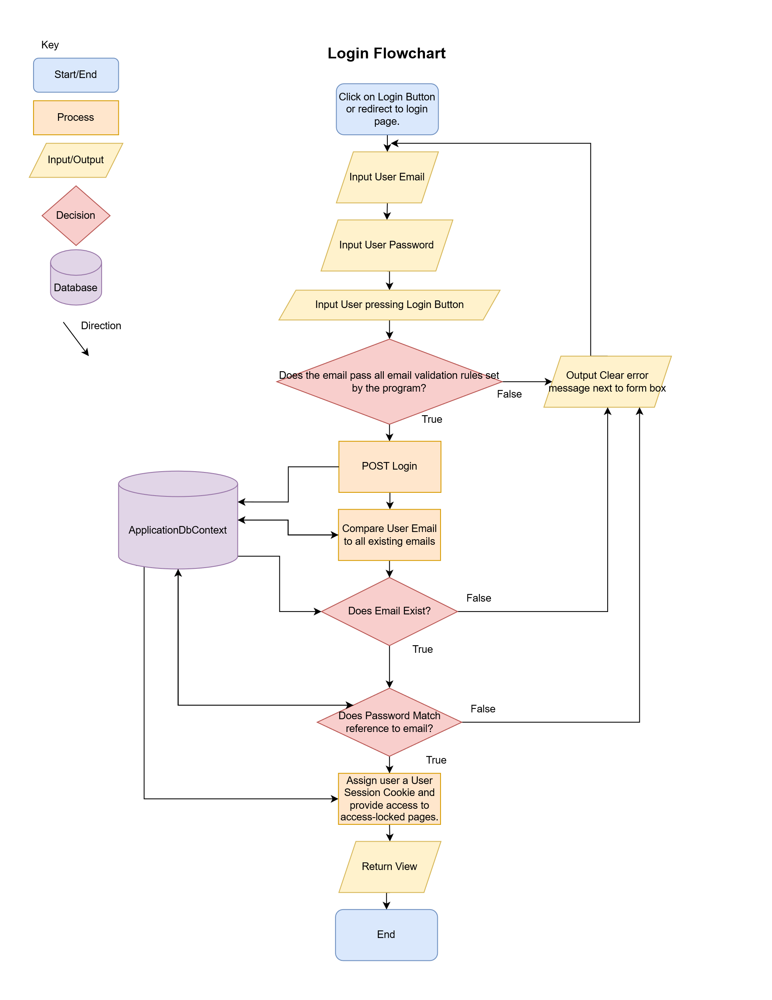 Key
Start/End
Process
Input/Output
Decision
Database
Direction
Login Flowchart
Click on Login Button
or redirect to login
page.
Input User Email
Input User Password
Input User pressing Login Button
Does the email pass all email validation rules set
by the program?
False
True
Output Clear error
message next to form box
POST Login
ApplicationDbContext
Compare User Email
to all existing emails
Does Email Exist?
False
True
Does Password Match
reference to email?
False
True
Assign user a User
Session Cookie and
provide access to
access-locked pages.
Return View
End